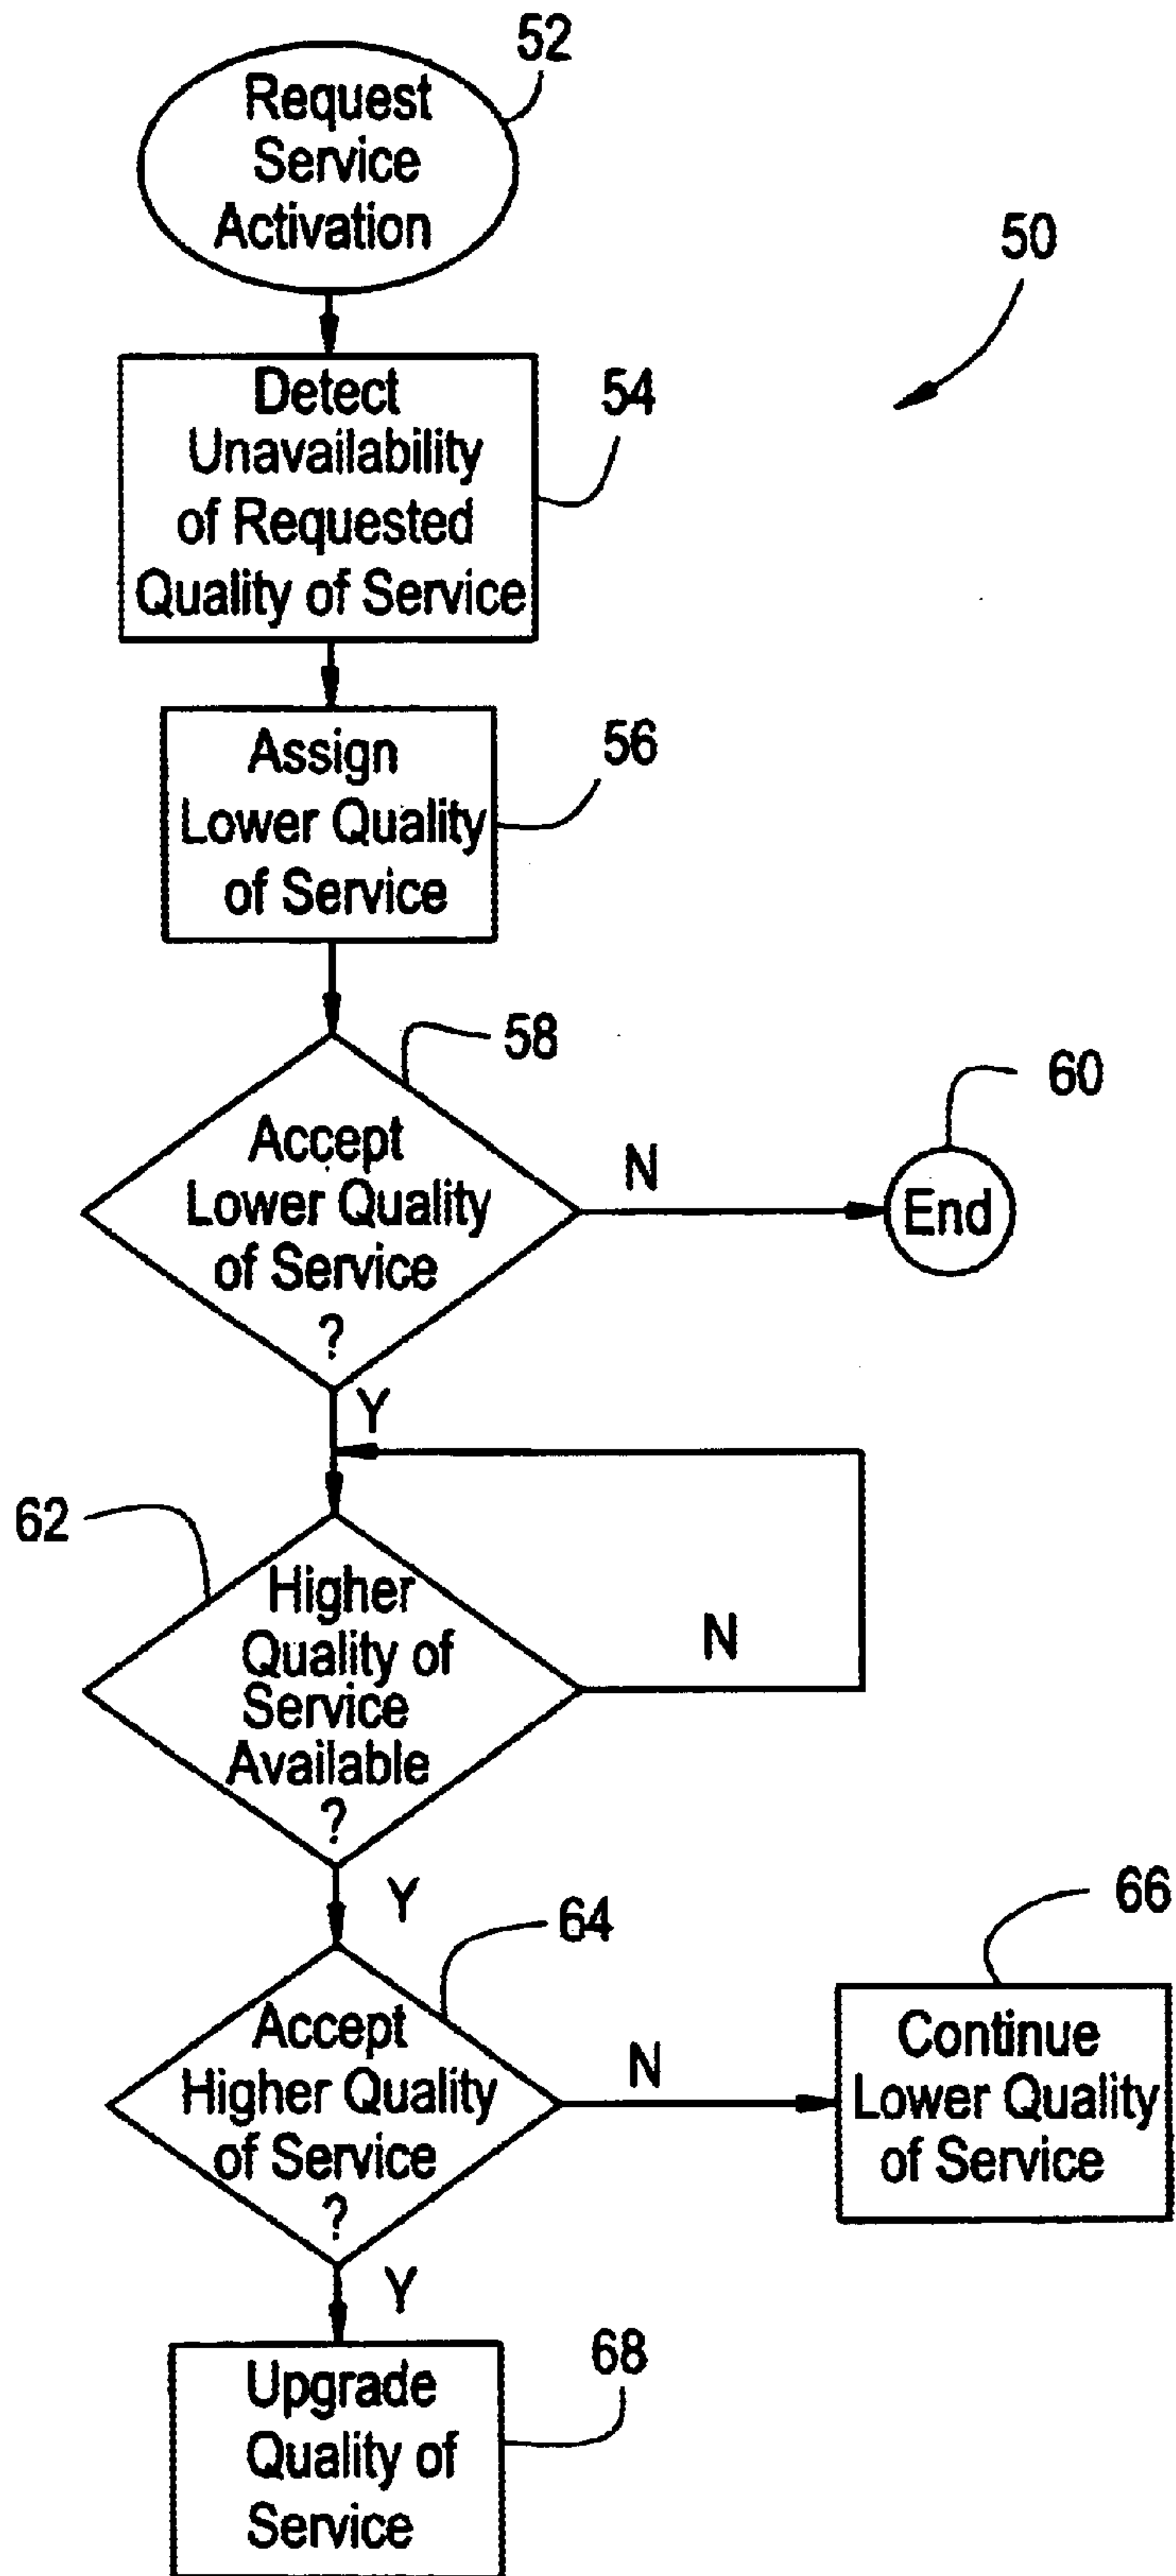 52
Request
Service
Activation
50
Detect
Unavailability
of Requested
Quality of Service
54
Assign
Lower Quality
of Service
56
58
Accept
Lower Quality
of Service
?
N
60
End
Y
62
Higher
Quality of
Service
Available
?
N
Y
64
Accept
Higher Quality
of Service
?
N
66
Continue
Lower Quality
of Service
Y
Upgrade
Quality of
Service
68